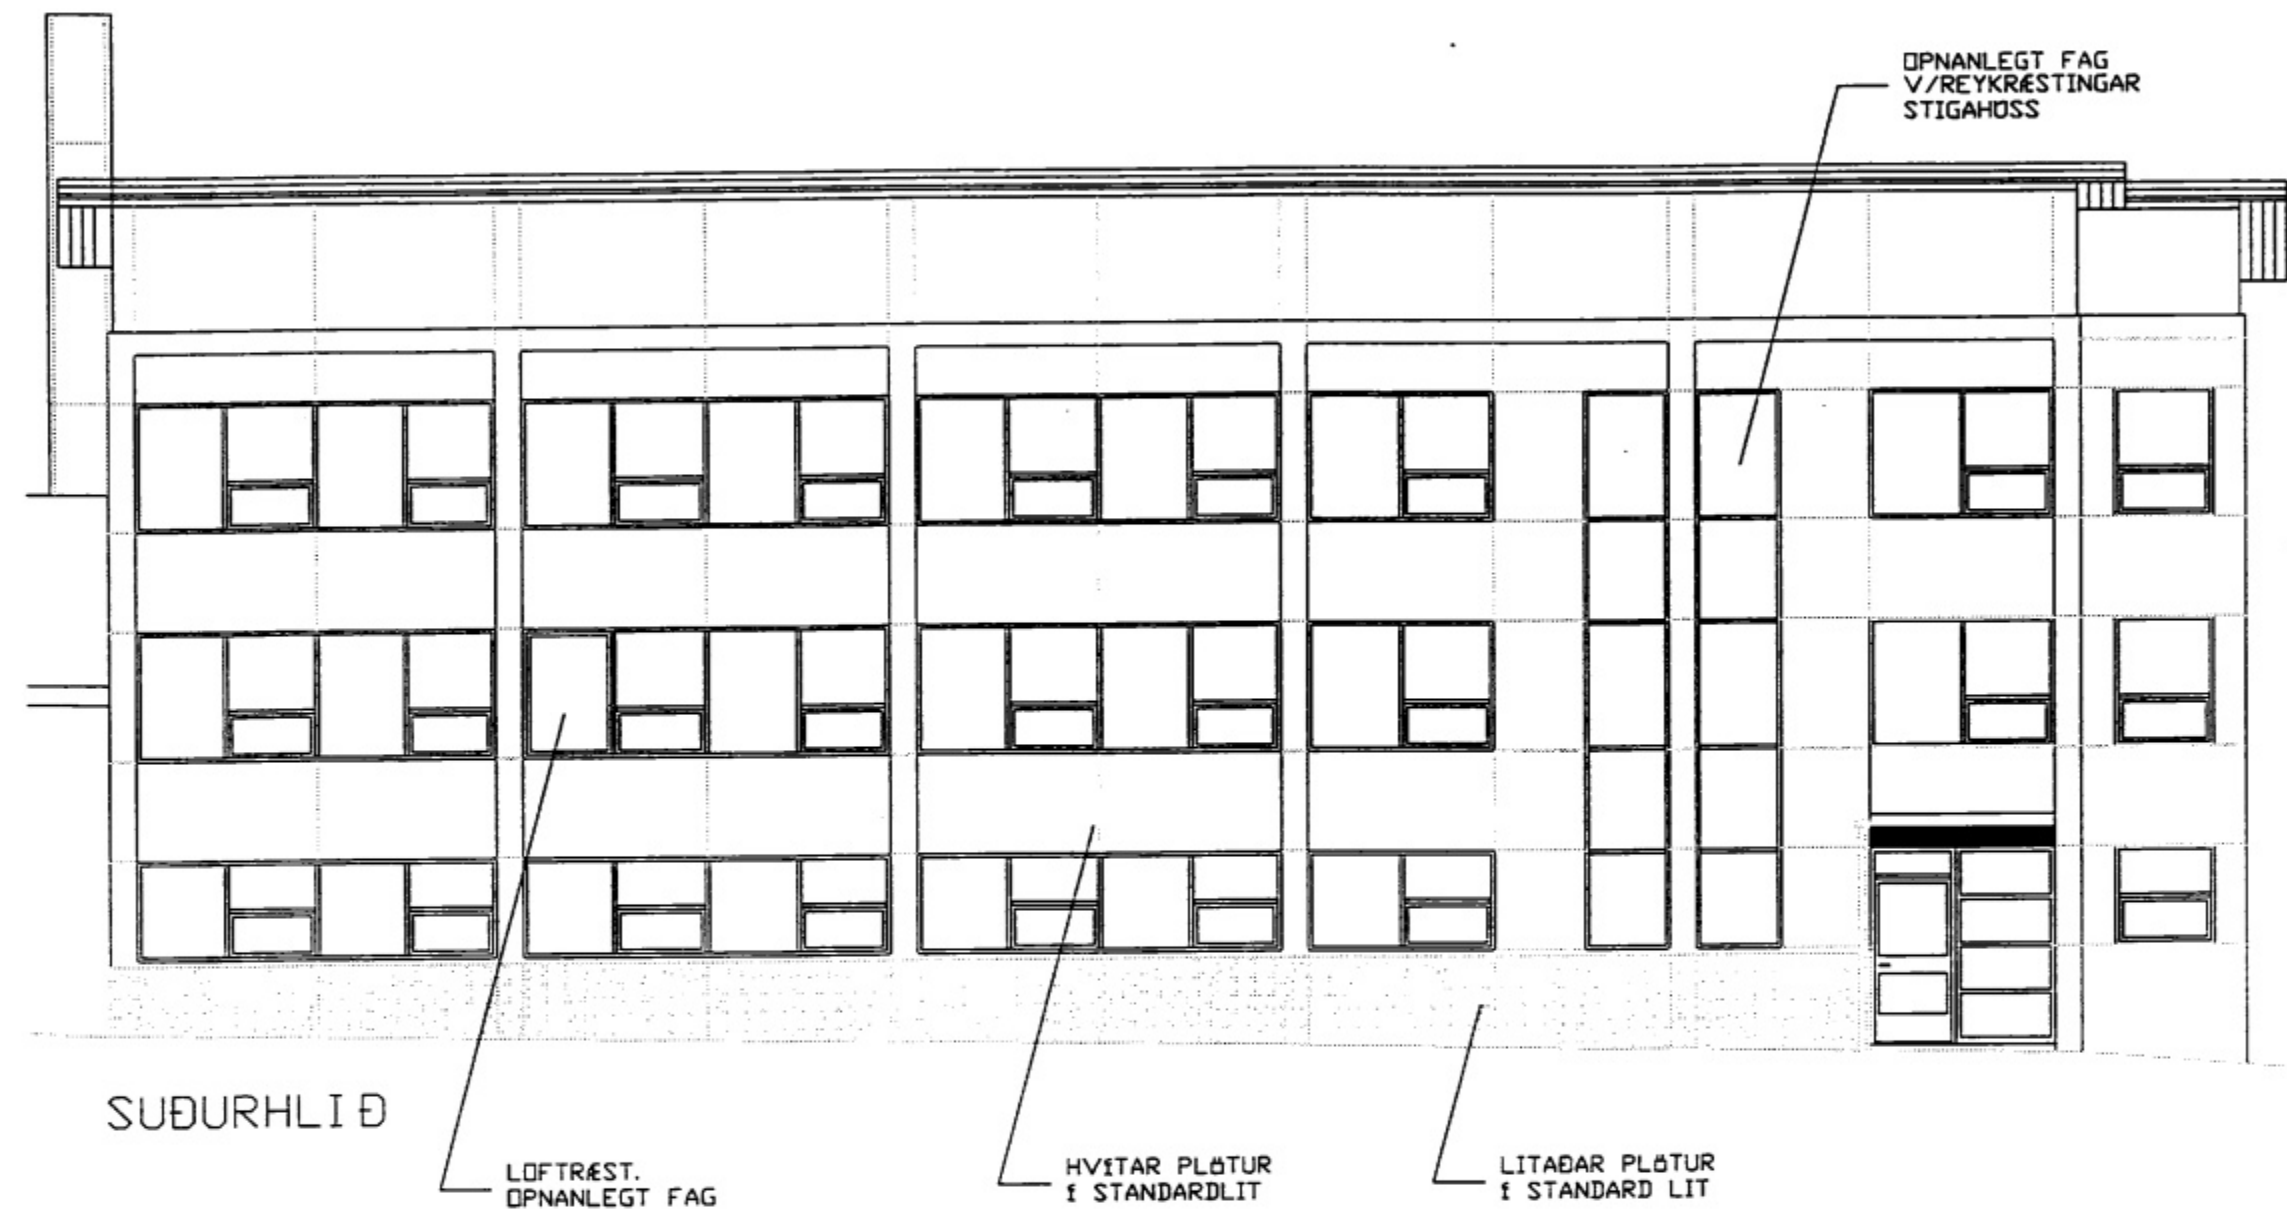 OPNANLEGT FAG
V/REYKRÆSTINGAR
STIGAHÚSS
SUÐURHLIÐ
LOFTRÆST.
OPNANLEGT FAG
HVÍTAR PLÖTUR
Í STANDARDLIT
LITAÐAR PLÖTUR
Í STANDARD LIT